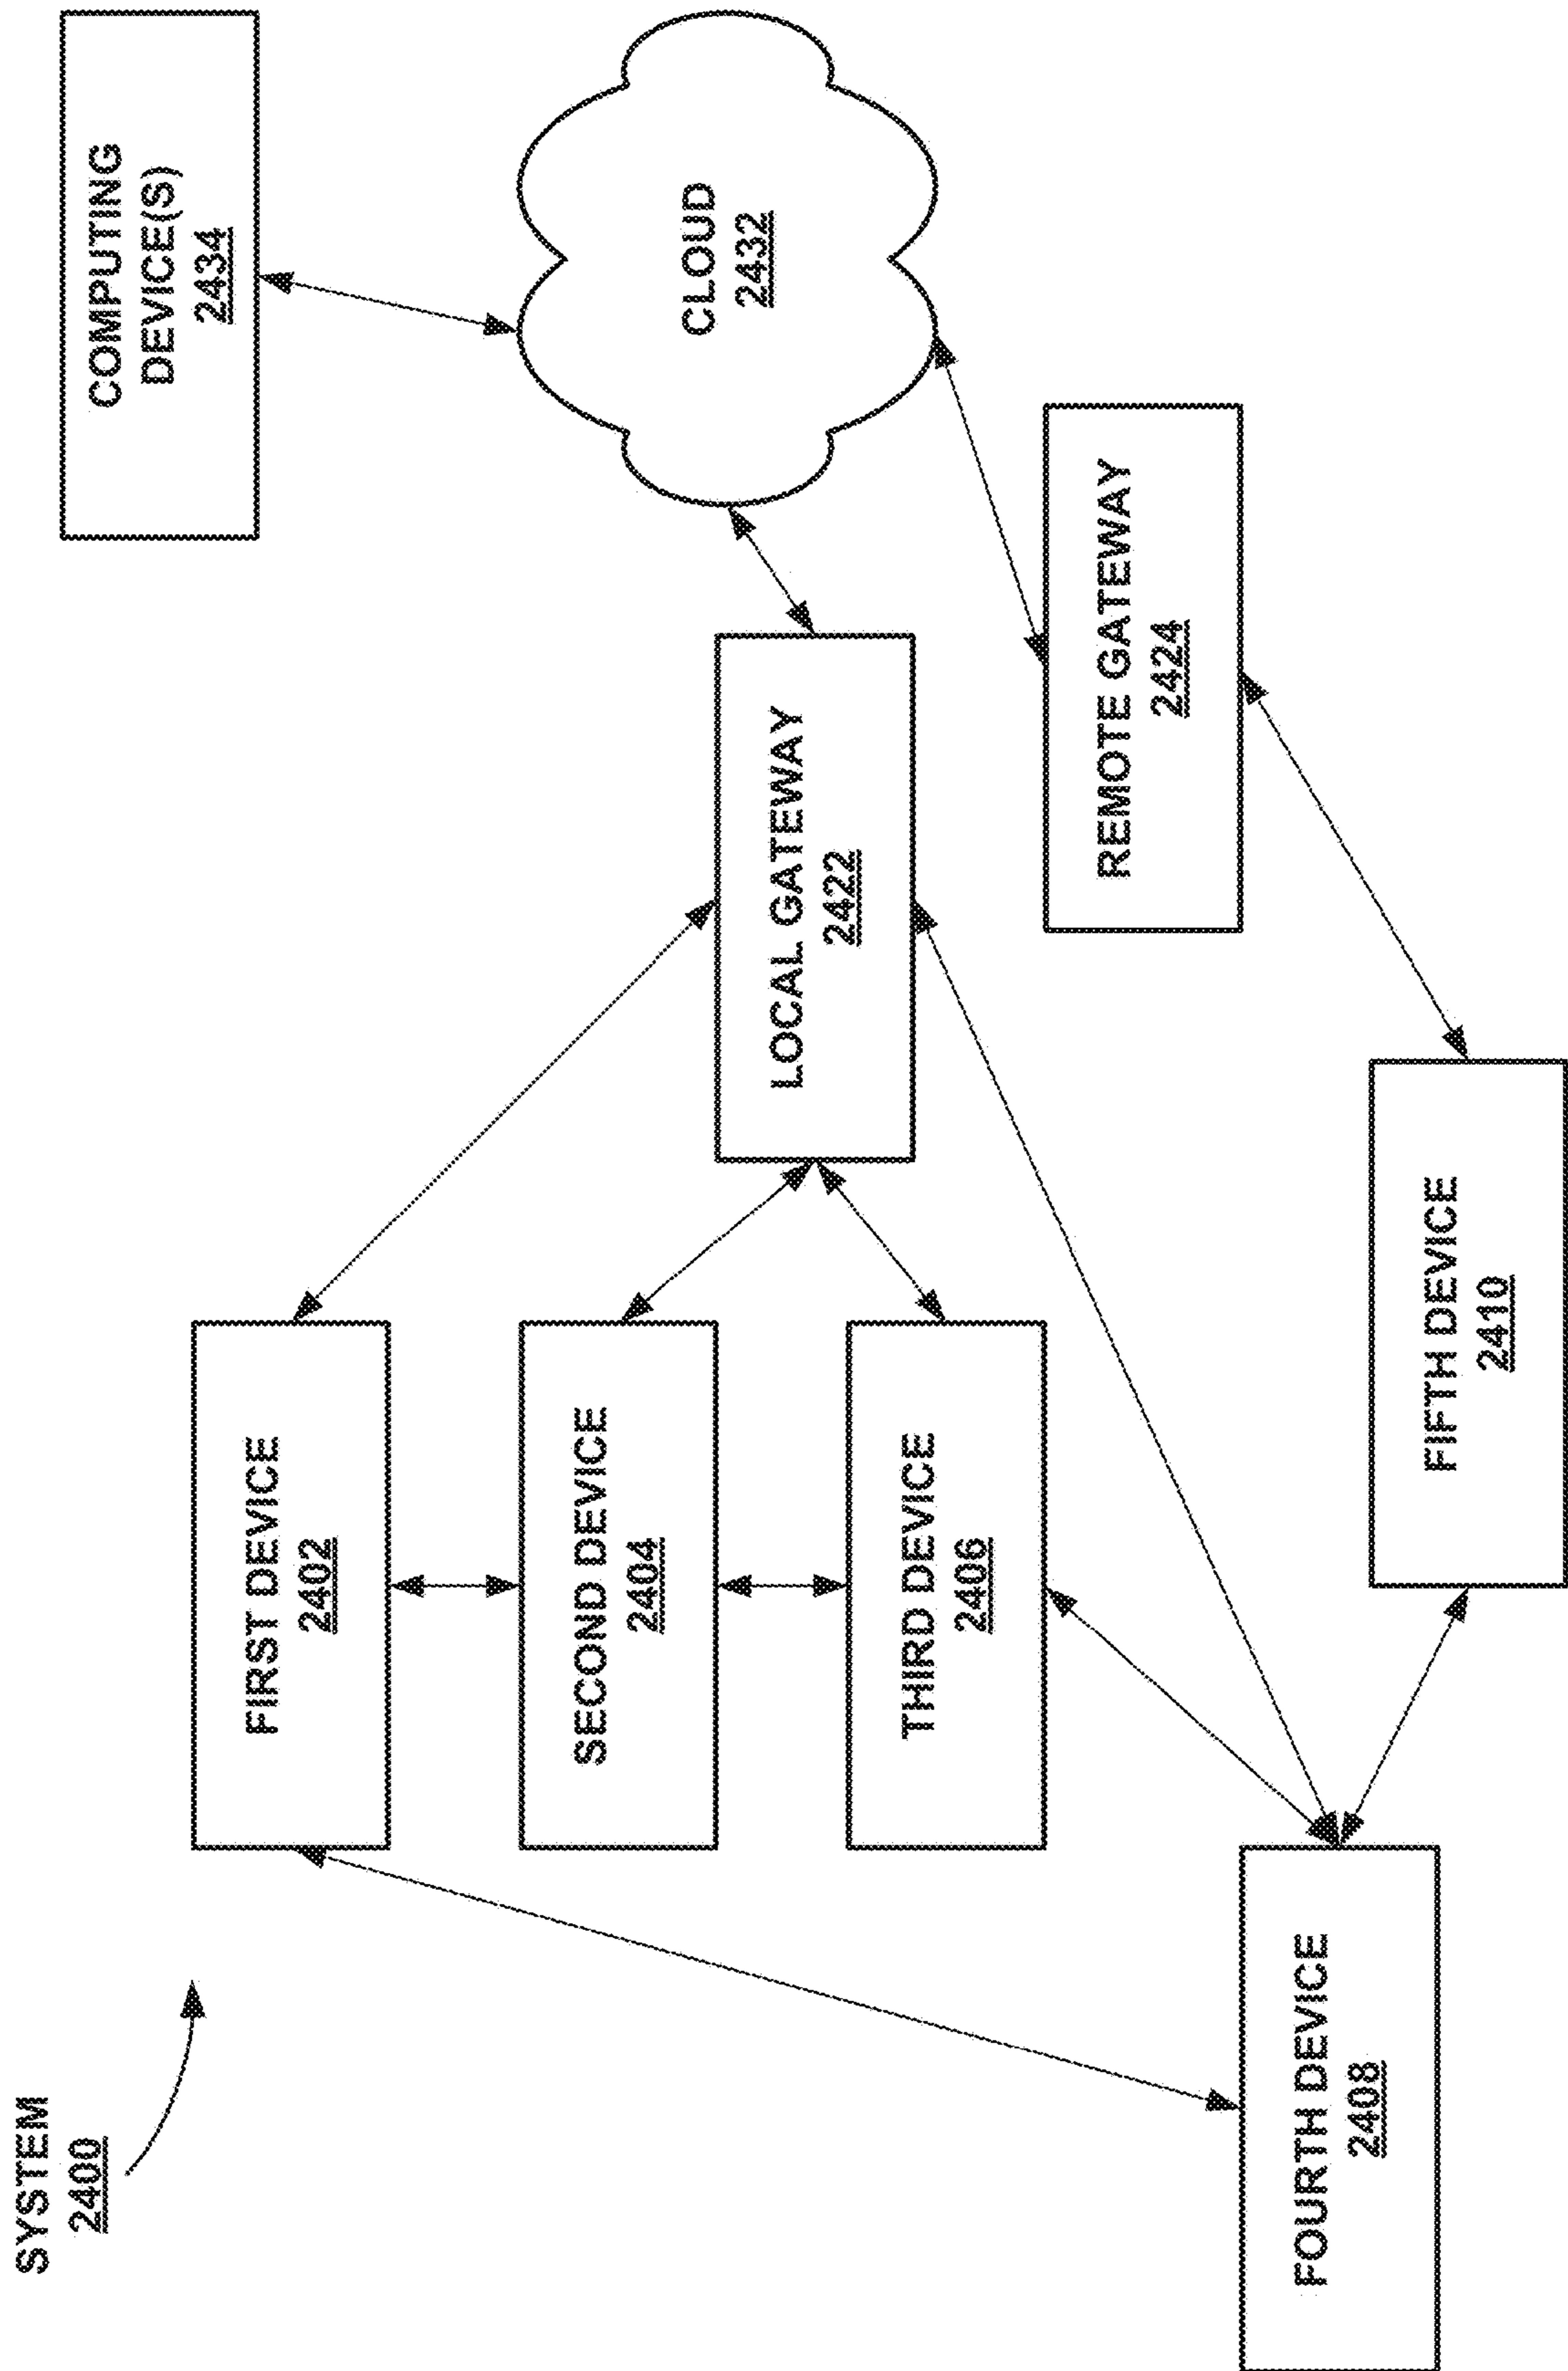 SYSTEM
2400
FIRST DEVICE
2402
SECOND DEVICE
2404
THIRD DEVICE
2406
FOURTH DEVICE
2408
FIFTH DEVICE
2410
LOCAL GATEWAY
2422
REMOTE GATEWAY
2424
CLOUD
2432
COMPUTING
DEVICE(S)
2434